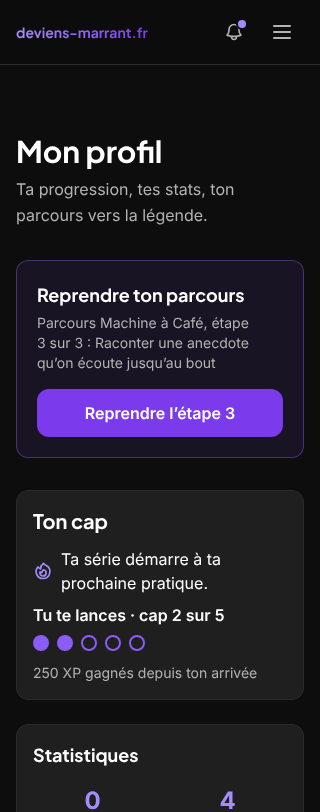 deviens-marrant.fr
Mon profil
Ta progression, tes stats, ton
parcours vers la légende.
Reprendre ton parcours
Parcours Machine à Café, étape
3 sur 3 : Raconter une anecdote
qu’on écoute jusqu’au bout
Reprendre l’étape 3
Ton cap
Ta série démarre à ta
prochaine pratique.
Tu te lances · cap 2 sur 5
250 XP gagnés depuis ton arrivée
Statistiques
0 4